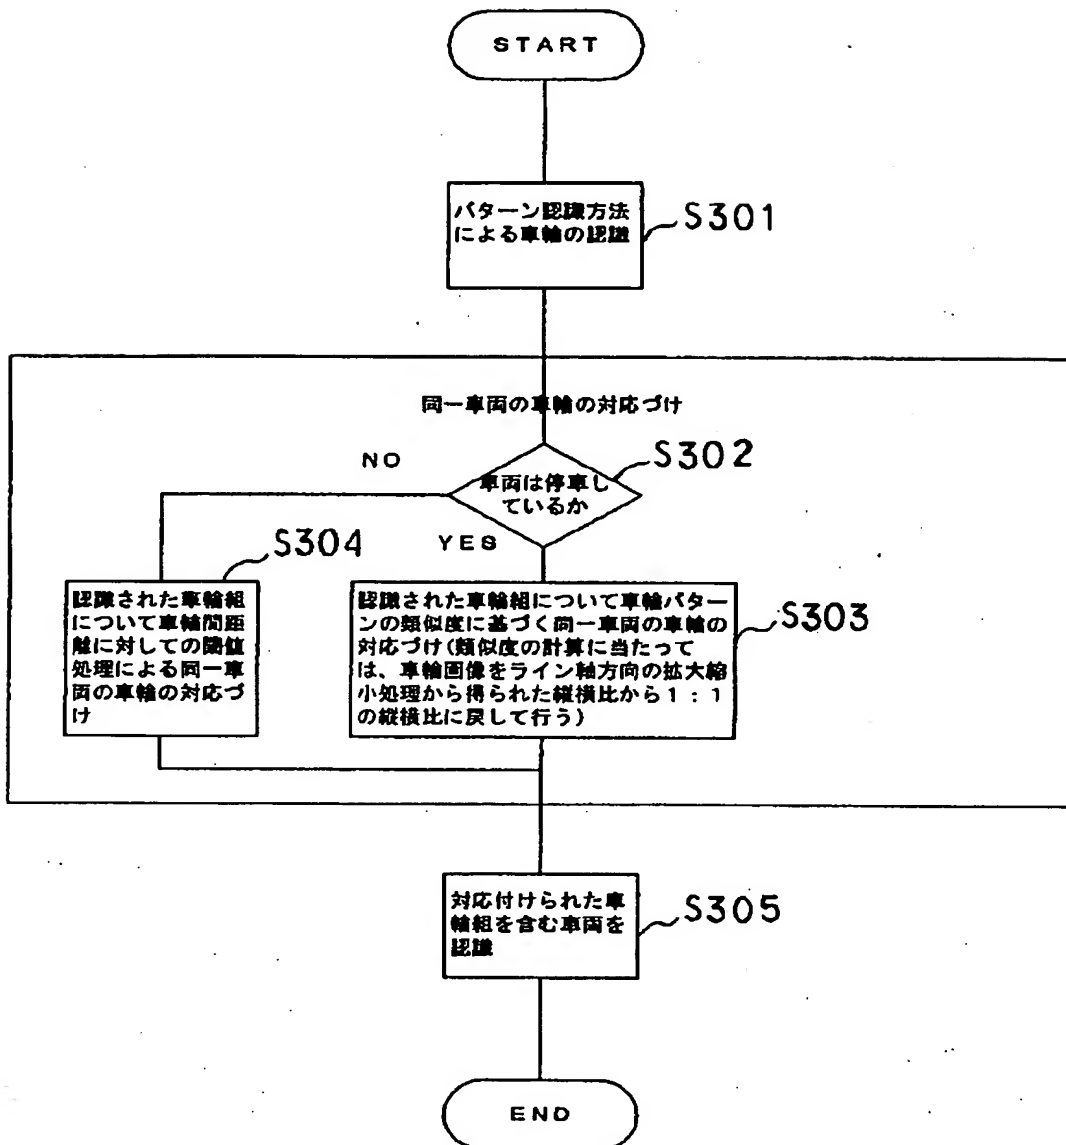 START
パターン認識方法
による車輪の認識
S301
同一車両の車輪の対応づけ
S302
NO
車両は停車し
ているか
YES
S304
認識された車輪組
について車輪間距
離に対しての閾値
処理による同一車
両の車輪の対応づ
け
認識された車輪組について車輪パター
ンの類似度に基づく同一車両の車輪の
対応づけ(類似度の計算に当たって
は、車輪画像をライン軸方向の拡大縮
小処理から得られた縦横比から1:1
の縦横比に戻して行う)
S303
対応付けられた車
輪組を含む車両を
認識
S305
END